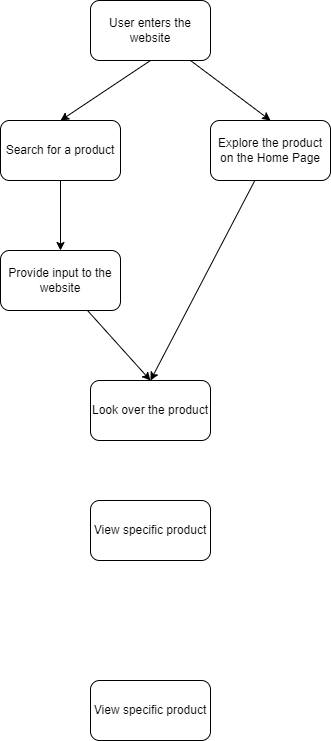 User enters the
website
Search for a product
Explore the product
on the Home Page
Provide input to the
website
Look over the product
View specific product
View specific product